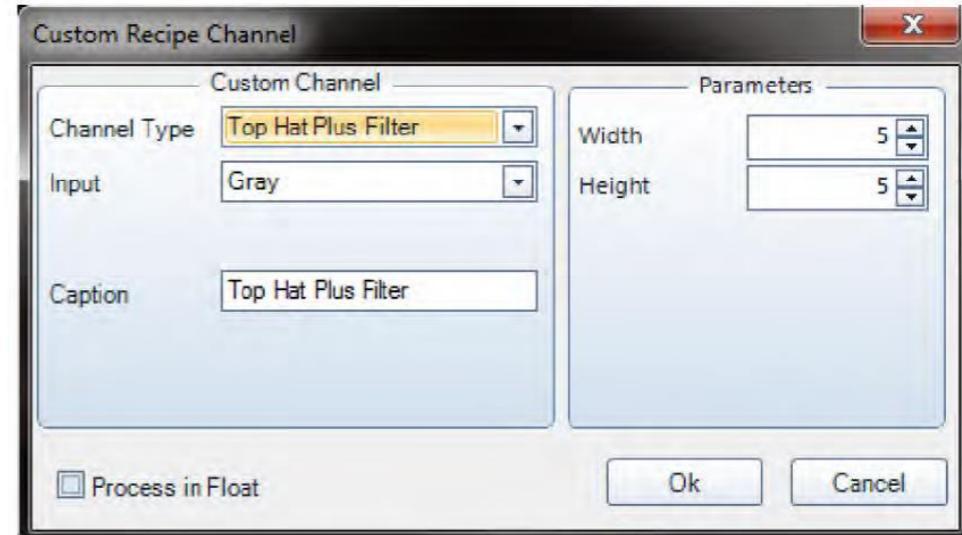 Custom Recipe Channel
Custom Channel
Channel Type Top Hat Plus Filter
Input Gray
Caption Top Hat Plus Filter
Parameters
Width 5
Height 5
Process in Float
Ok Cancel